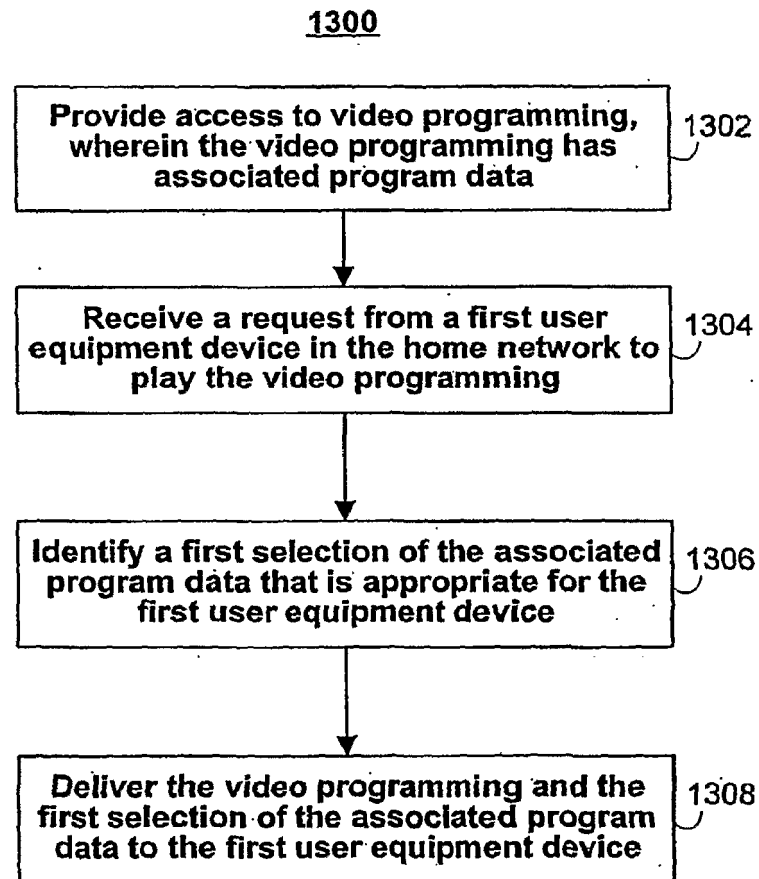 1300
Provide access to video programming,
wherein the video programming has
associated program data
1302
Receive a request from a first user
equipment device in the home network to
play the video programming
1304
Identify a first selection of the associated
program data that is appropriate for the
first user equipment device
1306
Deliver the video programming and the
first selection of the associated program
data to the first user equipment device
1308